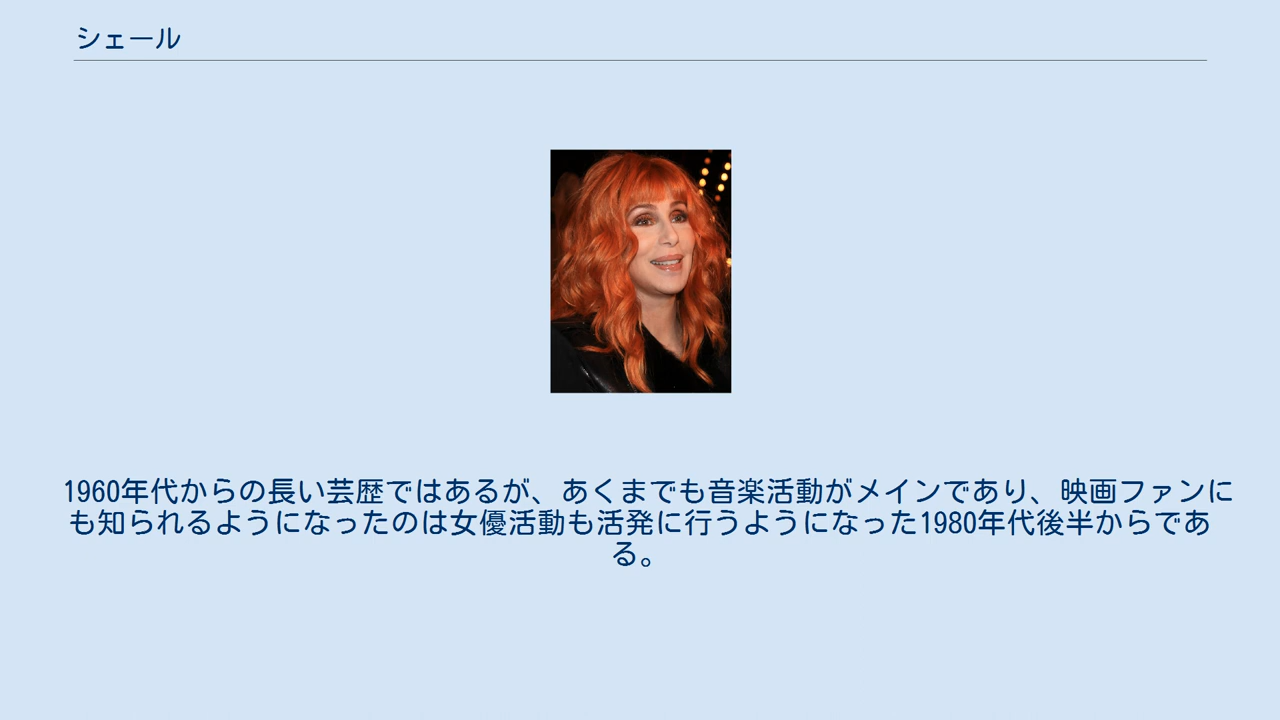 シェール
1960年代からの長い芸歴ではあるが、あくまでも音楽活動がメインであり、映画ファンに
も知られるようになったのは女優活動も活発に行うようになった1980年代後半からであ
る。